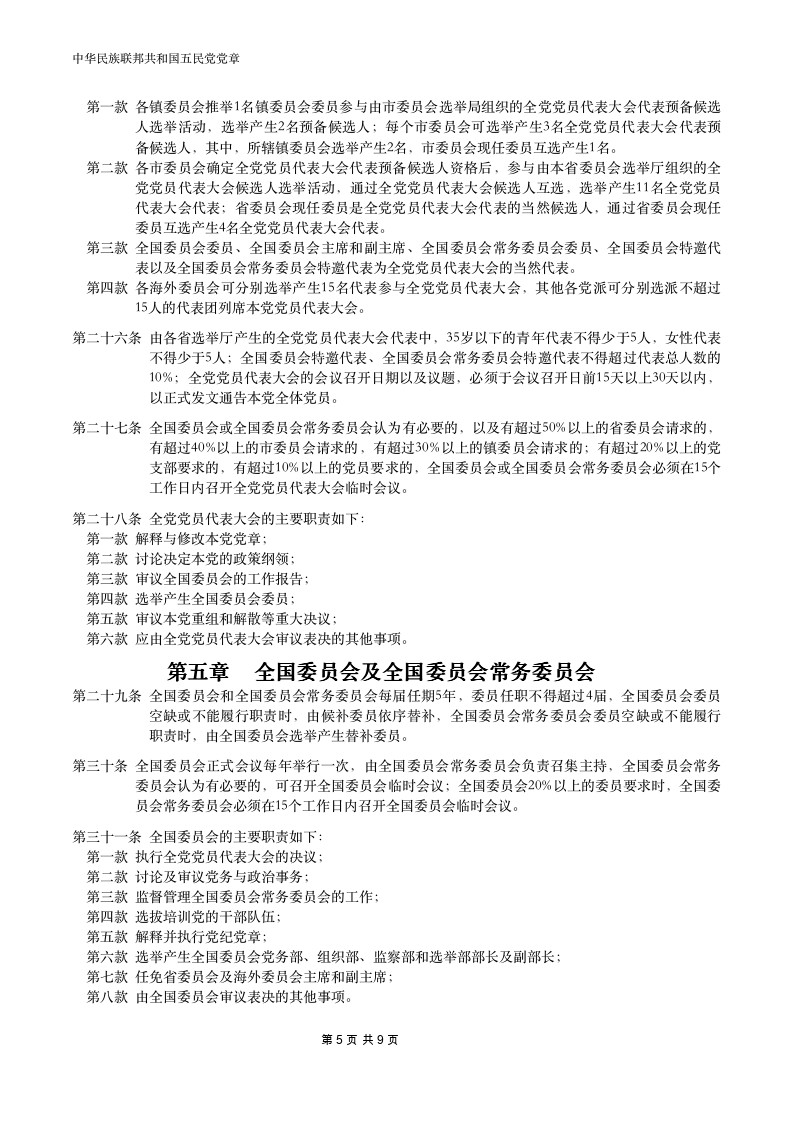 中华民族联邦共和国五民党党章
第一款 各镇委员会推举1名镇委员会委员参与由市委员会选举局组织的全党党员代表大会代表预备候选
人选举活动，选举产生2名预备候选人；每个市委员会可选举产生3名全党党员代表大会代表预
备候选人，其中，所辖镇委员会选举产生2名，市委员会现任委员互选产生1名。
第二款 各市委员会确定全党党员代表大会代表预备候选人资格后，参与由本省委员会选举厅组织的全
党党员代表大会候选人选举活动，通过全党党员代表大会候选人互选，选举产生11名全党党员
代表大会代表；省委员会现任委员是全党党员代表大会代表的当然候选人，通过省委员会现任
委员互选产生4名全党党员代表大会代表。
第三款 全国委员会委员、全国委员会主席和副主席、全国委员会常务委员会委员、全国委员会特邀代
表以及全国委员会常务委员会特邀代表为全党党员代表大会的当然代表。
第四款 各海外委员会可分别选举产生15名代表参与全党党员代表大会，其他各党派可分别选派不超过
15人的代表团列席本党党员代表大会。
第二十六条 由各省选举厅产生的全党党员代表大会代表中，35岁以下的青年代表不得少于5人，女性代表
不得少于5人；全国委员会特邀代表、全国委员会常务委员会特邀代表不得超过代表总人数的
10%；全党党员代表大会的会议召开日期以及议题，必须于会议召开日前15天以上30天以内，
以正式发文通告本党全体党员。
第二十七条 全国委员会或全国委员会常务委员会认为有必要的，以及有超过50%以上的省委员会请求的，
有超过40%以上的市委员会请求的，有超过30%以上的镇委员会请求的；有超过20%以上的党
支部要求的，有超过10%以上的党员要求的，全国委员会或全国委员会常务委员会必须在15个
工作日内召开全党党员代表大会临时会议。
第二十八条 全党党员代表大会的主要职责如下：
第一款 解释与修改本党党章；
第二款 讨论决定本党的政策纲领；
第三款 审议全国委员会的工作报告；
第四款 选举产生全国委员会委员；
第五款 审议本党重组和解散等重大决议；
第六款 应由全党党员代表大会审议表决的其他事项。
第五章 全国委员会及全国委员会常务委员会
第二十九条 全国委员会和全国委员会常务委员会每届任期5年，委员任职不得超过4届，全国委员会委员
空缺或不能履行职责时，由候补委员依序替补，全国委员会常务委员会委员空缺或不能履行
职责时，由全国委员会选举产生替补委员。
第三十条 全国委员会正式会议每年举行一次，由全国委员会常务委员会负责召集主持，全国委员会常务
委员会认为有必要的，可召开全国委员会临时会议；全国委员会20%以上的委员要求时，全国委
员会常务委员会必须在15个工作日内召开全国委员会临时会议。
第三十一条 全国委员会的主要职责如下：
第一款 执行全党党员代表大会的决议；
第二款 讨论及审议党务与政治事务；
第三款 监督管理全国委员会常务委员会的工作；
第四款 选拔培训党的干部队伍；
第五款 解释并执行党纪党章；
第六款 选举产生全国委员会党务部、组织部、监察部和选举部部长及副部长；
第七款 任免省委员会及海外委员会主席和副主席；
第八款 由全国委员会审议表决的其他事项。
第 5 页 共 9 页